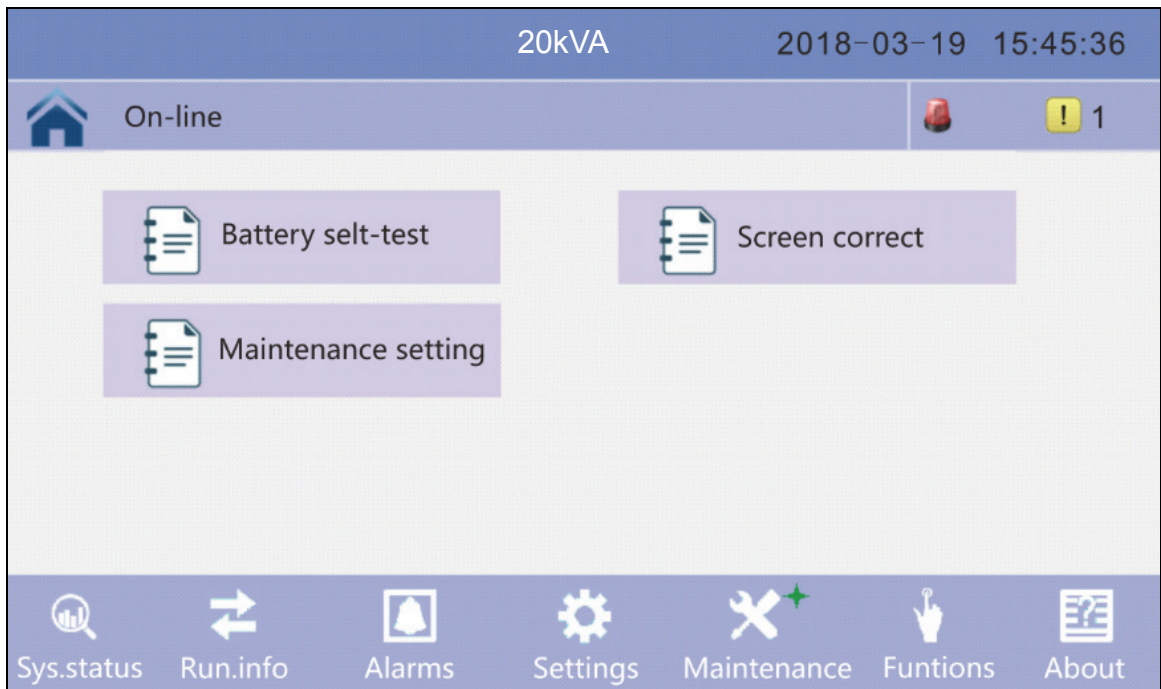 20kVA 2018-03-19 15:45:36
On-line ! 1
Battery selt-test Screen correct
Maintenance setting
Sys.status Run.info Alarms Settings Maintenance Funtions ? About